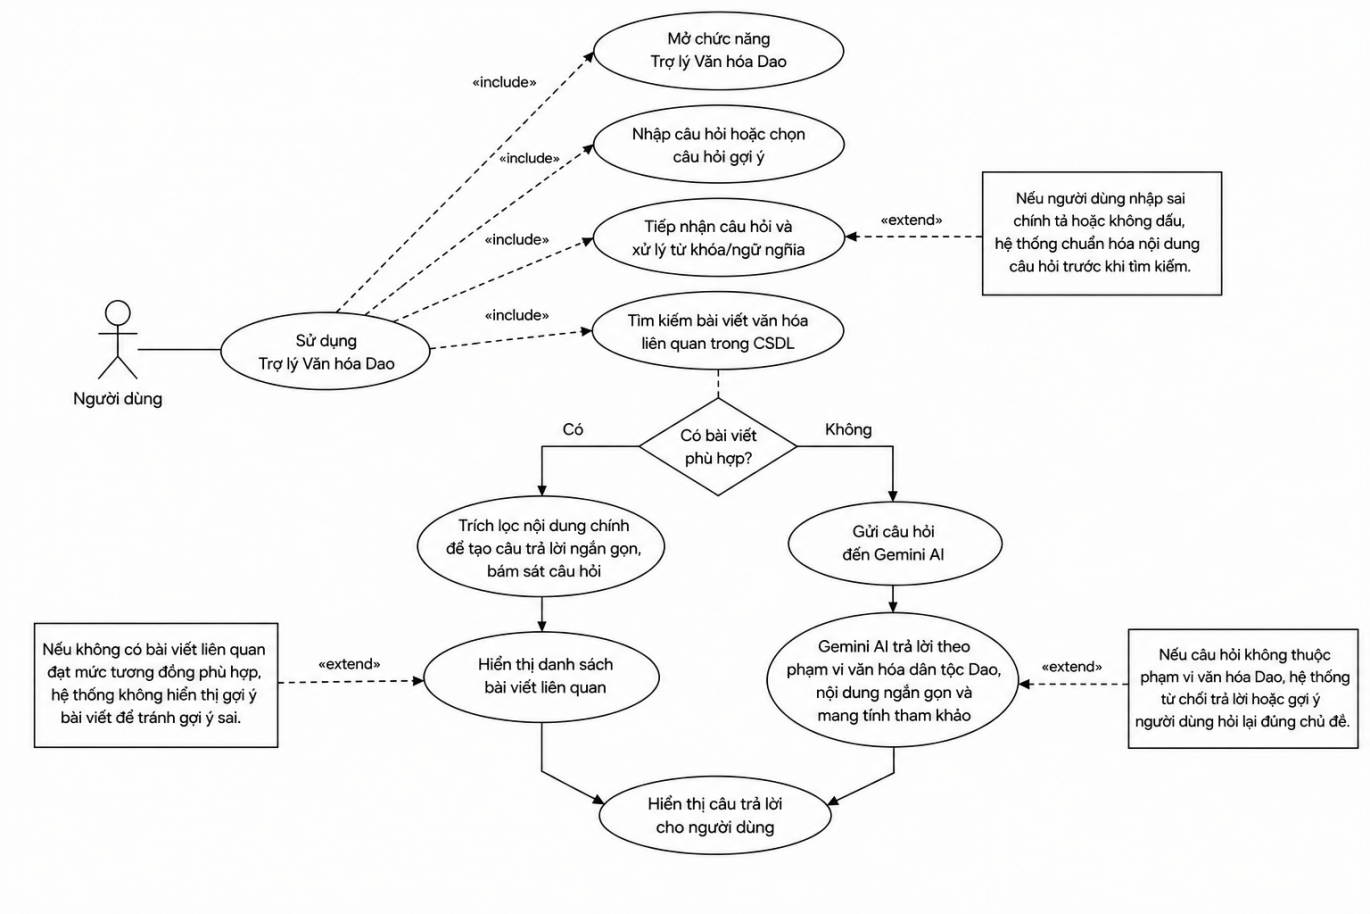 Mở chức năng
Trợ lý Văn hóa Dao
«include»
Nhập câu hỏi hoặc chọn
câu hỏi gợi ý
«include»
Tiếp nhận câu hỏi và
xử lý từ khóa/ngữ nghĩa
«extend»
Nếu người dùng nhập sai
chính tả hoặc không dấu,
hệ thống chuẩn hóa nội dung
câu hỏi trước khi tìm kiếm.
«include»
Tìm kiếm bài viết văn hóa
liên quan trong CSDL
«include»
Sử dụng
Trợ lý Văn hóa Dao
Người dùng
Có
Có bài viết
phù hợp?
Không
Trích lọc nội dung chính
để tạo câu trả lời ngắn gọn,
bám sát câu hỏi
Gửi câu hỏi
đến Gemini AI
Nếu không có bài viết liên quan
đạt mức tương đồng phù hợp,
hệ thống không hiển thị gợi ý
bài viết để tránh gợi ý sai.
«extend»
Hiển thị danh sách
bài viết liên quan
Gemini AI trả lời theo
phạm vi văn hóa dân tộc Dao,
nội dung ngắn gọn và
mang tính tham khảo
«extend»
Nếu câu hỏi không thuộc
phạm vi văn hóa Dao, hệ thống
từ chối trả lời hoặc gợi ý
người dùng hỏi lại đúng chủ đề.
Hiển thị câu trả lời
cho người dùng